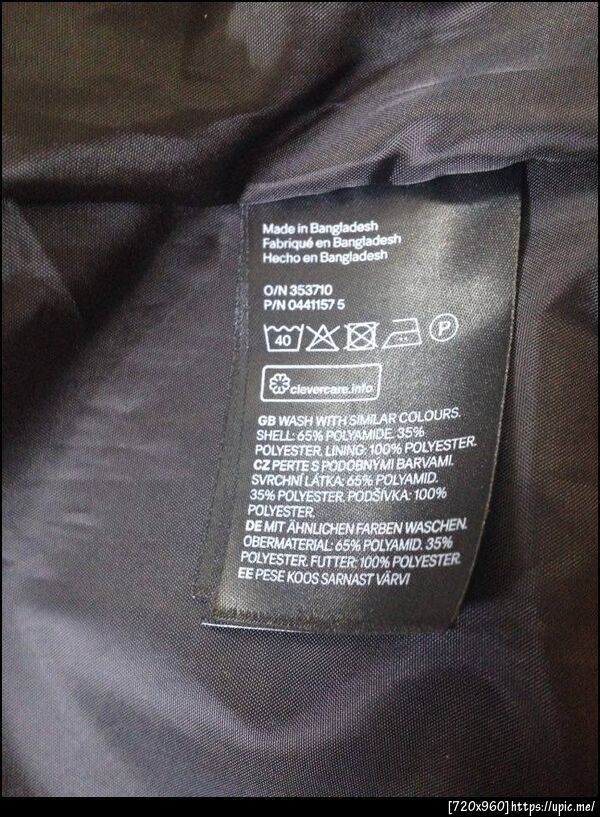 Made in Bangladesh
Fabriqué en Bangladesh
Hecho en Bangladesh
O/N 353710
P/N 0441157 5
40 P
clevercare.info
GB WASH WITH SIMILAR COLOURS.
SHELL: 65% POLYAMIDE. 35%
POLYESTER. LINING: 100% POLYESTER.
CZ PERTE S PODOBNÝMI BARVAMI.
SVRCHNÍ LÁTKA: 65% POLYAMID.
35% POLYESTER. PODŠÍVKA: 100%
POLYESTER.
DE MIT ÄHNLICHEN FARBEN WASCHEN.
OBERMATERIAL: 65% POLYAMID. 35%
POLYESTER. FUTTER: 100% POLYESTER.
EE PESE KOOS SARNAST VÄRVI
[720x960]https://upic.me/